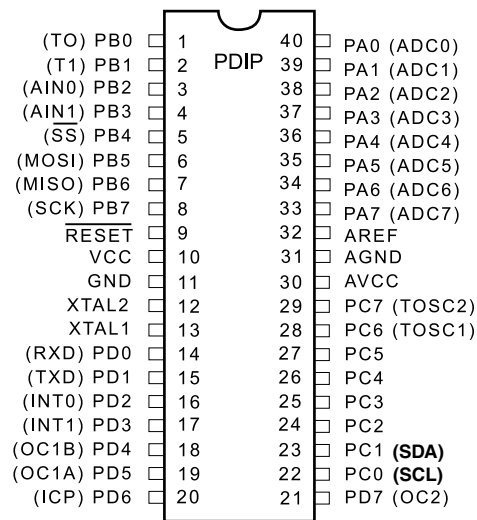 (TO) PB0 1 40 PA0 (ADC0)
(T1) PB1 2 PDIP 39 PA1 (ADC1)
(AIN0) PB2 3 38 PA2 (ADC2)
(AIN1) PB3 4 37 PA3 (ADC3)
(SS) PB4 5 36 PA4 (ADC4)
(MOSI) PB5 6 35 PA5 (ADC5)
(MISO) PB6 7 34 PA6 (ADC6)
(SCK) PB7 8 33 PA7 (ADC7)
RESET 9 32 AREF
VCC 10 31 AGND
GND 11 30 AVCC
XTAL2 12 29 PC7 (TOSC2)
XTAL1 13 28 PC6 (TOSC1)
(RXD) PD0 14 27 PC5
(TXD) PD1 15 26 PC4
(INT0) PD2 16 25 PC3
(INT1) PD3 17 24 PC2
(OC1B) PD4 18 23 PC1 (SDA)
(OC1A) PD5 19 22 PC0 (SCL)
(ICP) PD6 20 21 PD7 (OC2)